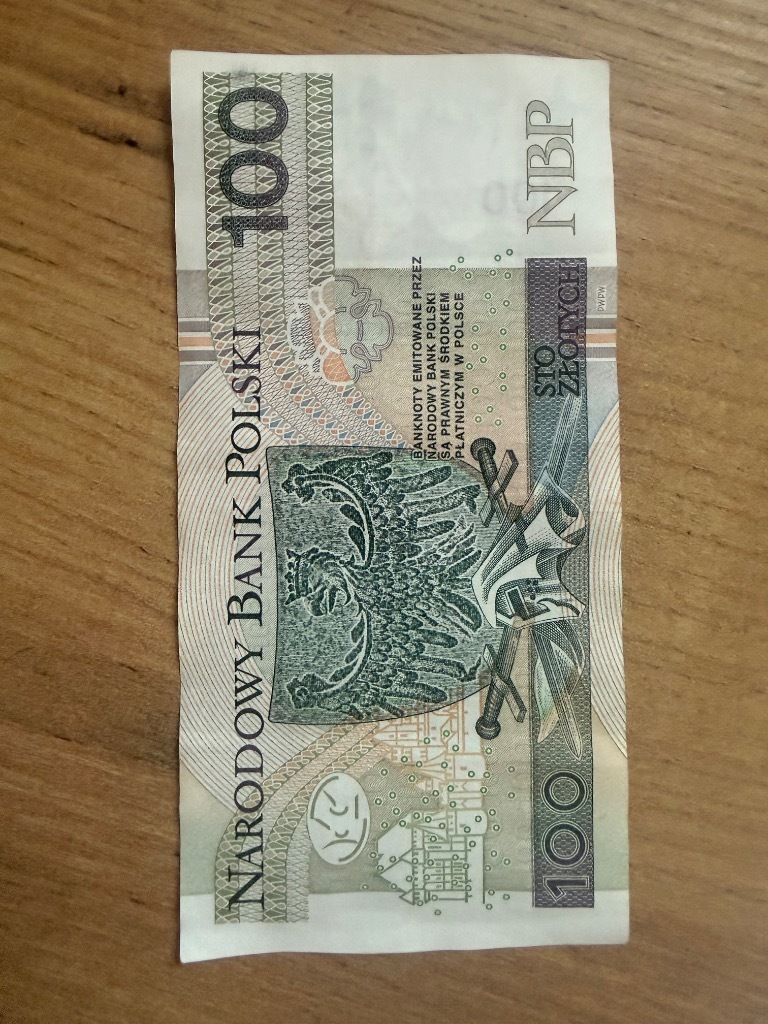 NARODOWY BANK POLSKI 100
BANKNOTY EMITOWANE PRZEZ
NARODOWY BANK POLSKI
SĄ PRAWNYM ŚRODKIEM
PŁATNICZYM W POLSCE
100
STO
ZŁOTYCH
NBP
PWPW